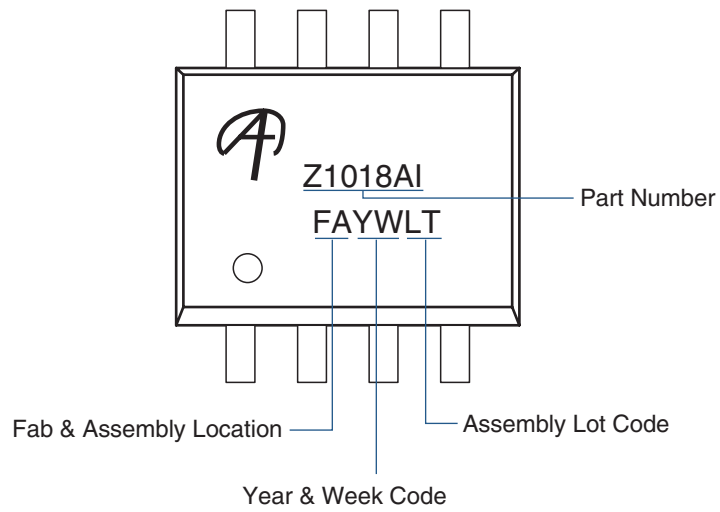 Z1018AI
Part Number
FAYWLT
Fab & Assembly Location
Assembly Lot Code
Year & Week Code